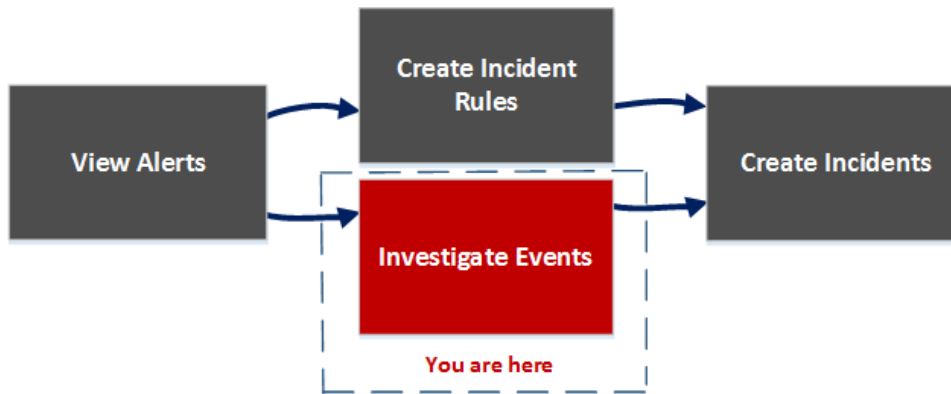 View Alerts
Create Incident
Rules
Investigate Events
You are here
Create Incidents